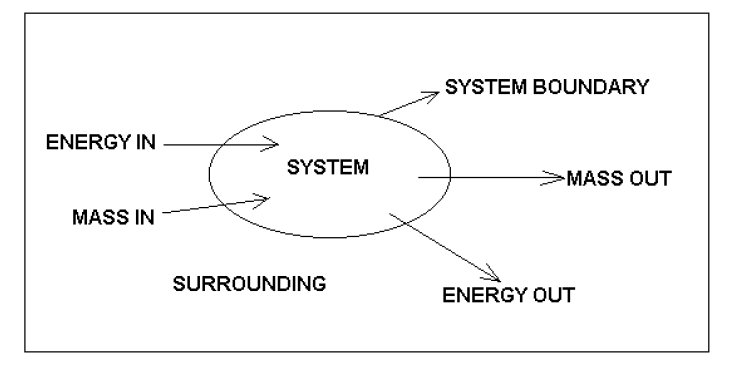 SYSTEM BOUNDARY
ENERGY IN
SYSTEM
MASS OUT
MASS IN
SURROUNDING
ENERGY OUT